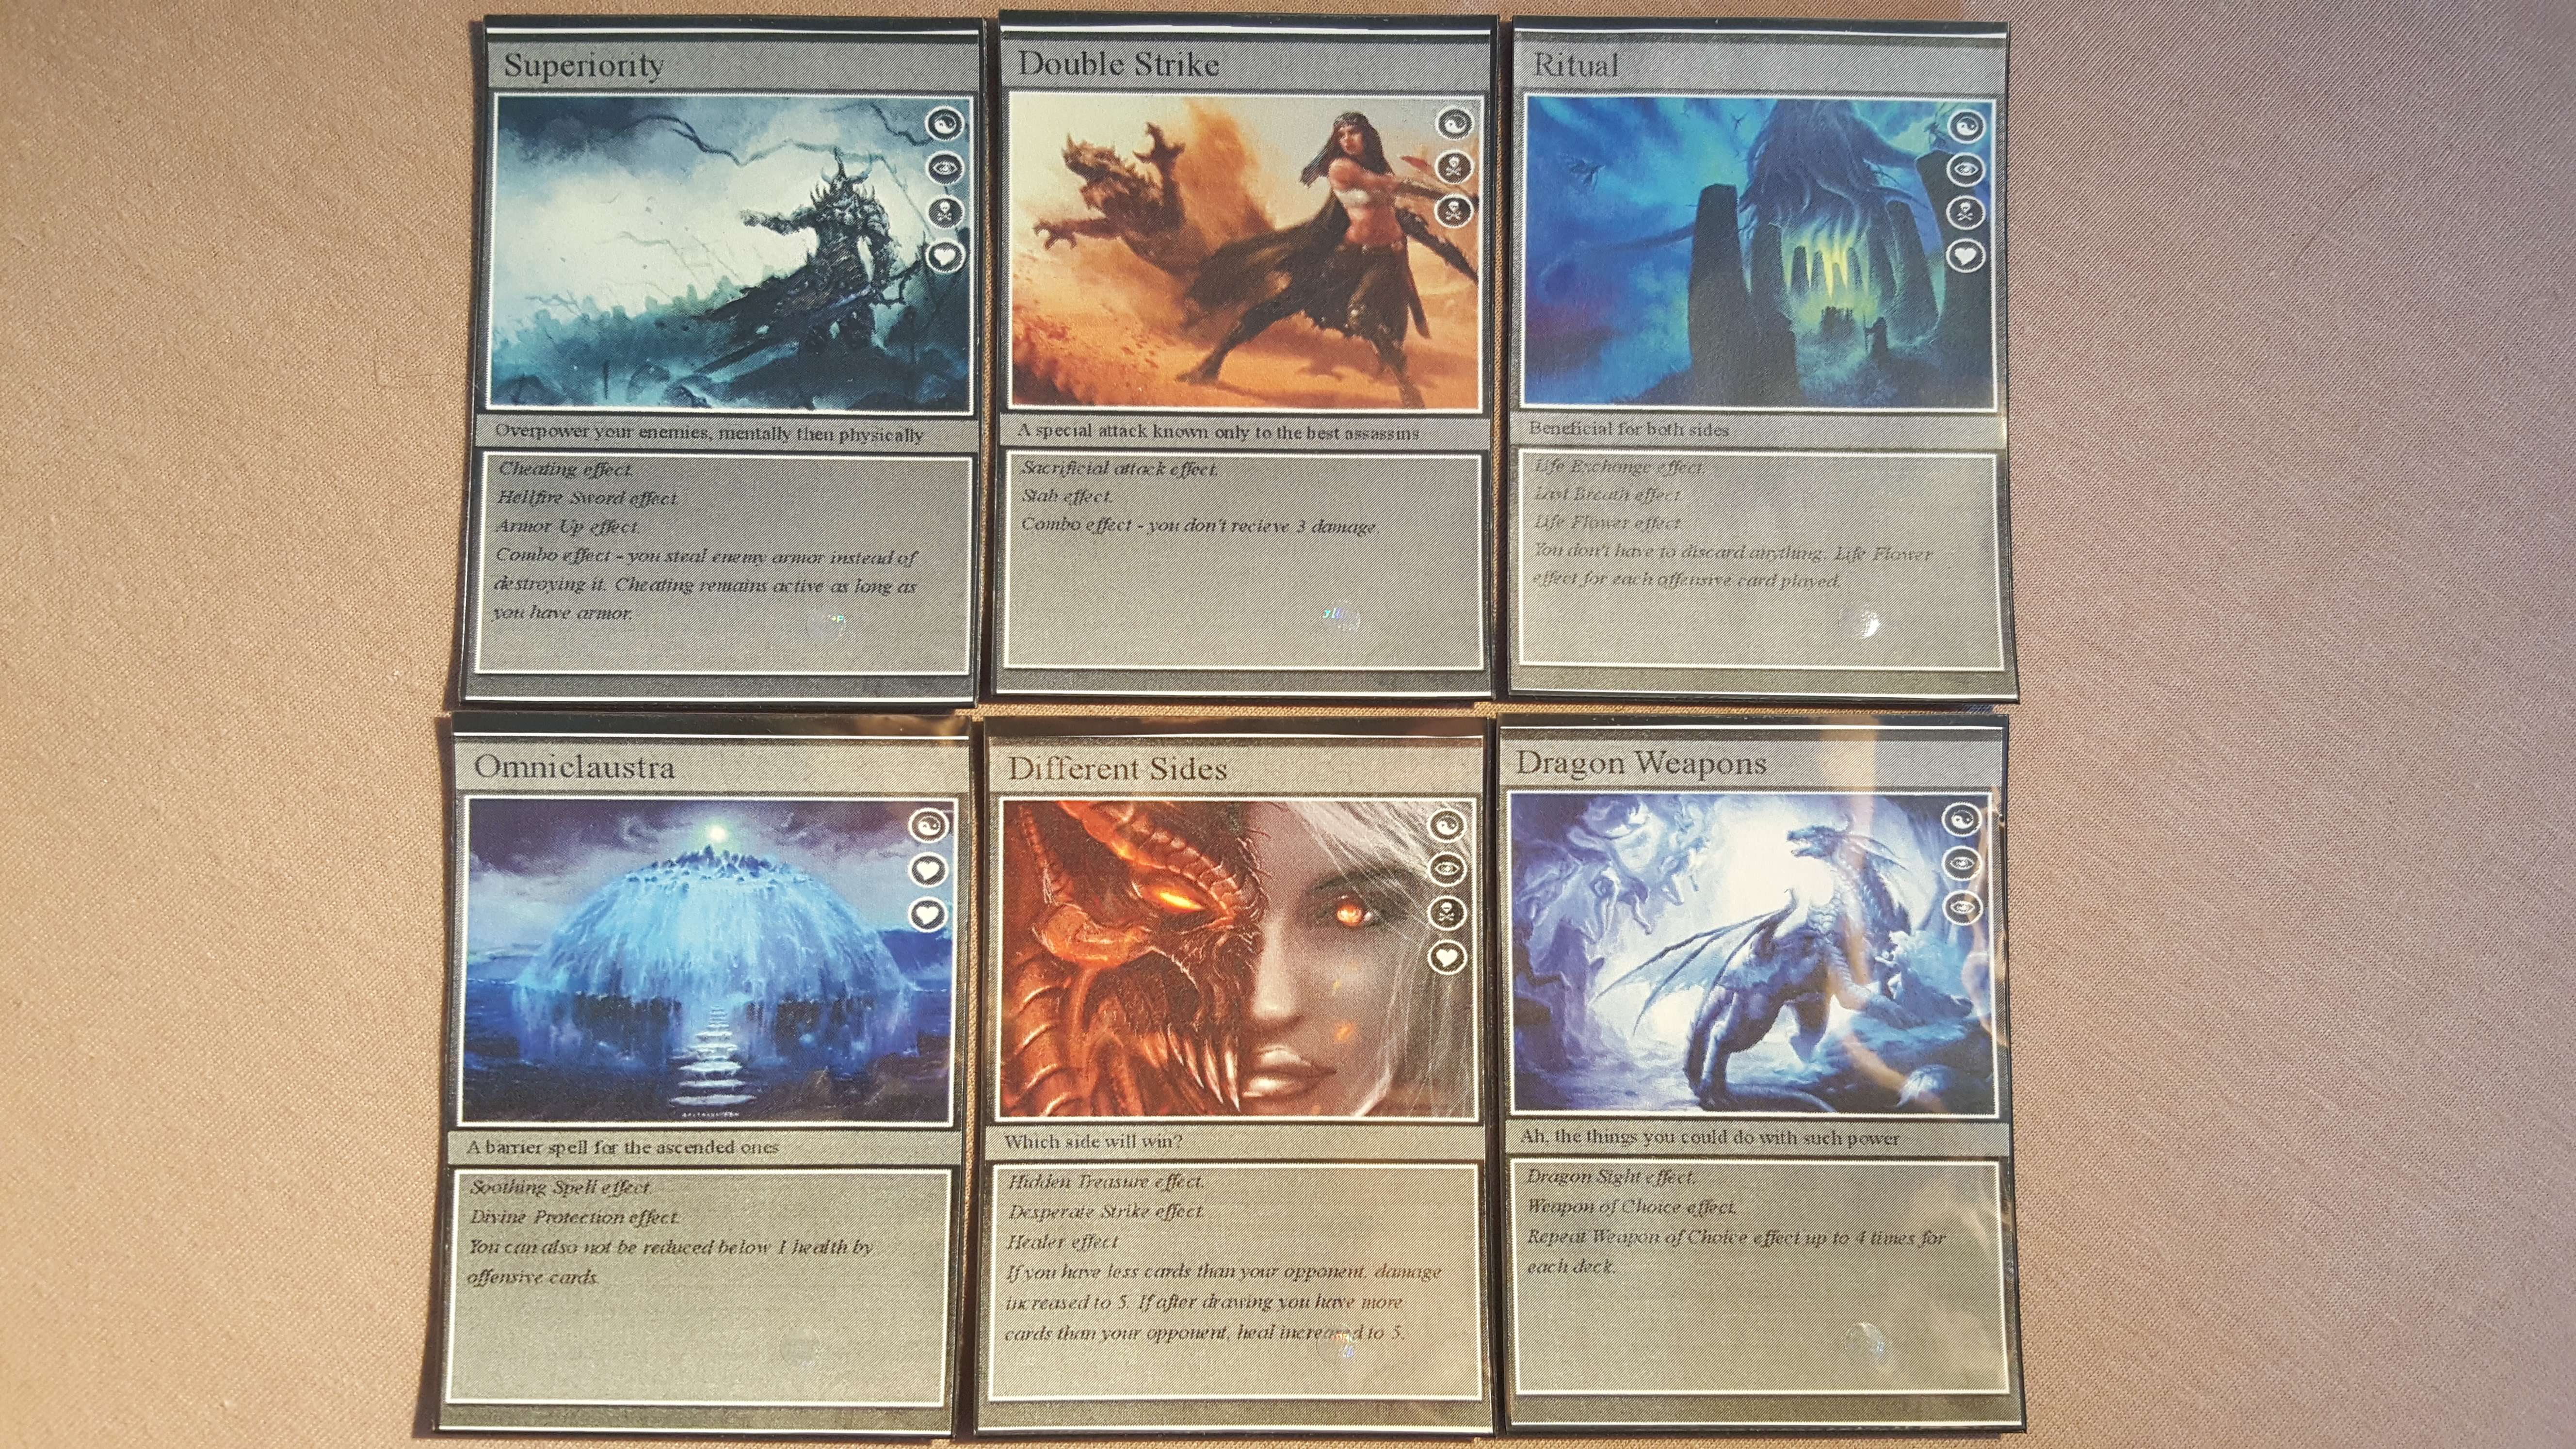 Superiority
Overpower your enemies, mentally then physically
Cheating effect.
Hellfire Sword effect.
Armor Up effect.
Combo effect - you steal enemy armor instead of
destroying it. Cheating remains active as long as
you have armor.
Double Strike
A special attack known only to the best assassins
Sacrificial attack effect.
Stab effect.
Combo effect - you don't recieve 3 damage.
Ritual
Beneficial for both sides
Life Exchange effect.
Last Breath effect.
Life Flower effect.
You don't have to discard anything. Life Flower
effect for each offensive card played.
Omniclaustra
A barrier spell for the ascended ones
Soothing Spell effect.
Divine Protection effect.
You can also not be reduced below 1 health by
offensive cards.
Different Sides
Which side will win?
Hidden Treasure effect.
Desperate Strike effect.
Healer effect
If you have less cards than your opponent, damage
increased to 5. If after drawing you have more
cards than your opponent, heal increased to 5.
Dragon Weapons
Ah, the things you could do with such power
Dragon Sight effect.
Weapon of Choice effect.
Repeat Weapon of Choice effect up to 4 times for
each deck.